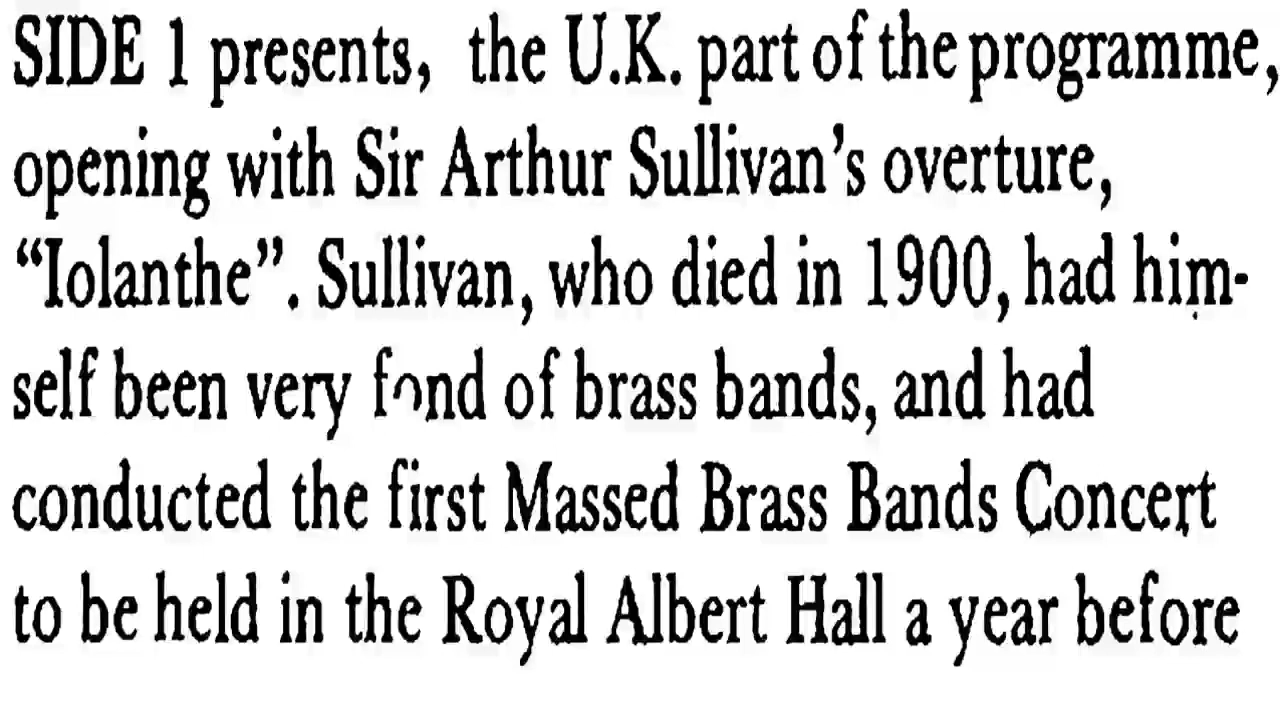 SIDE 1 presents, the U.K. part of the programme,
opening with Sir Arthur Sullivan’s overture,
“Iolanthe”. Sullivan, who died in 1900, had him-
self been very fond of brass bands, and had
conducted the first Massed Brass Bands Concert
to be held in the Royal Albert Hall a year before